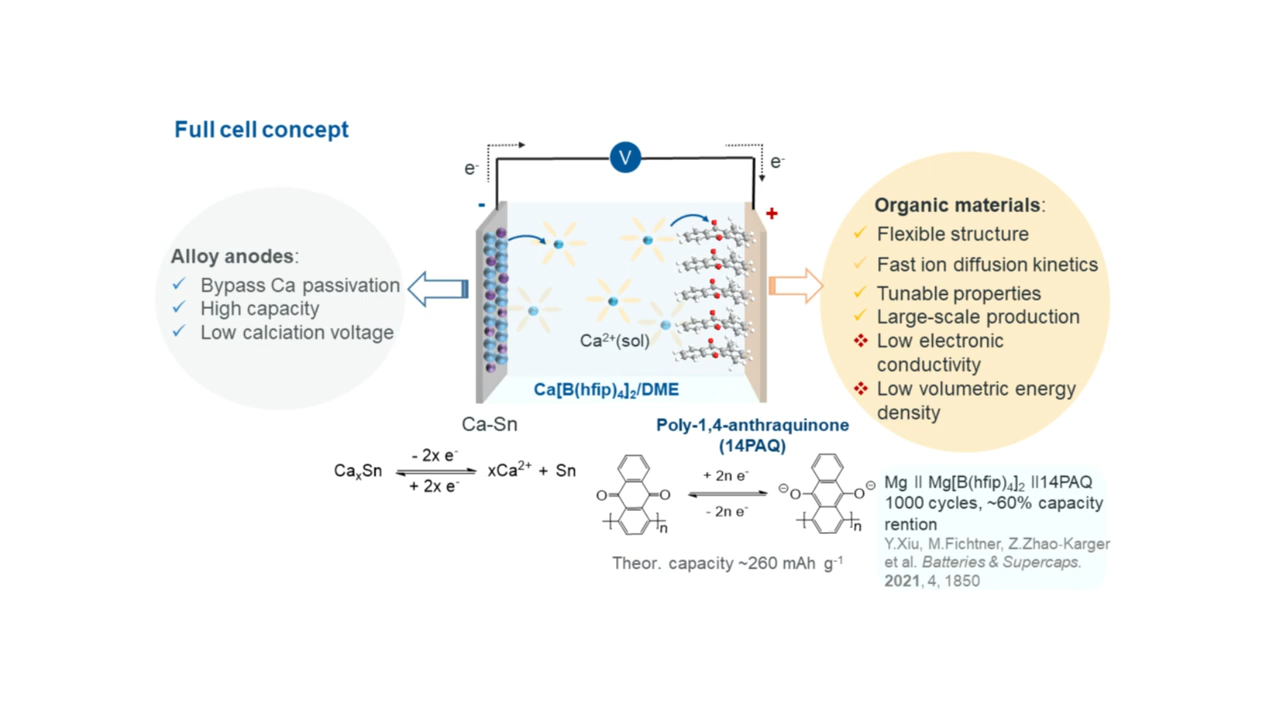 Full cell concept
e-
V
e-
-
+
Alloy anodes:
✓ Bypass Ca passivation
✓ High capacity
✓ Low calciation voltage
Ca²⁺(sol)
Ca[B(hfip)₄]₂/DME
Organic materials:
✓ Flexible structure
✓ Fast ion diffusion kinetics
✓ Tunable properties
✓ Large-scale production
❖ Low electronic
conductivity
❖ Low volumetric energy
density
Ca-Sn
CaₓSn
- 2x e⁻
+ 2x e⁻
xCa²⁺ + Sn
Poly-1,4-anthraquinone
(14PAQ)
O
O
n
+ 2n e⁻
- 2n e⁻
⊖O
O⊖
n
Theor. capacity ~260 mAh g⁻¹
Mg ll Mg[B(hfip)₄]₂ ll14PAQ
1000 cycles, ~60% capacity
rention
Y.Xiu, M.Fichtner, Z.Zhao-Karger
et al. Batteries & Supercaps.
2021, 4, 1850